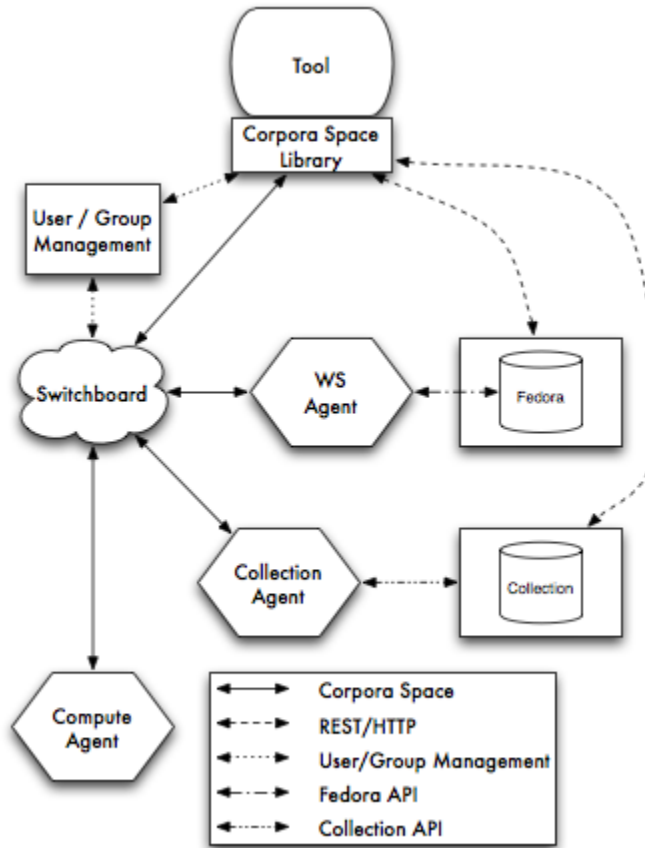 Tool
Corpora Space
Library
User / Group
Management
Switchboard
WS
Agent
Fedora
Collection
Agent
Collection
Compute
Agent
Corpora Space
REST/HTTP
User/Group Management
Fedora API
Collection API